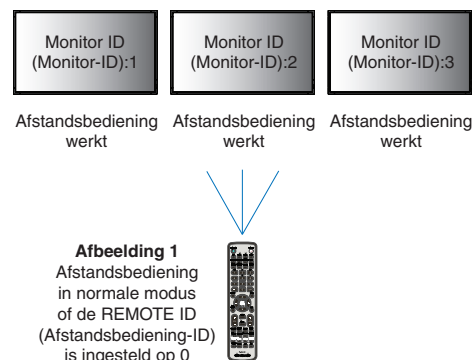 Monitor ID
(Monitor-ID):1
Monitor ID
(Monitor-ID):2
Monitor ID
(Monitor-ID):3
Afstandsbediening
werkt
Afstandsbediening
werkt
Afstandsbediening
werkt
Afbeelding 1
Afstandsbediening
in normale modus
of de REMOTE ID
(Afstandsbediening-ID)
is ingesteld op 0